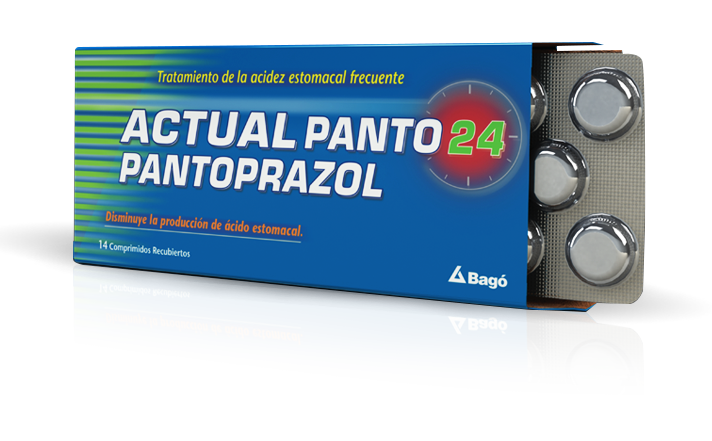 Tratamiento de la acidez estomacal frecuente
ACTUAL PANTO 24
PANTOPRAZOL
Disminuye la producción de ácido estomacal.
14 Comprimidos Recubiertos
Bagó